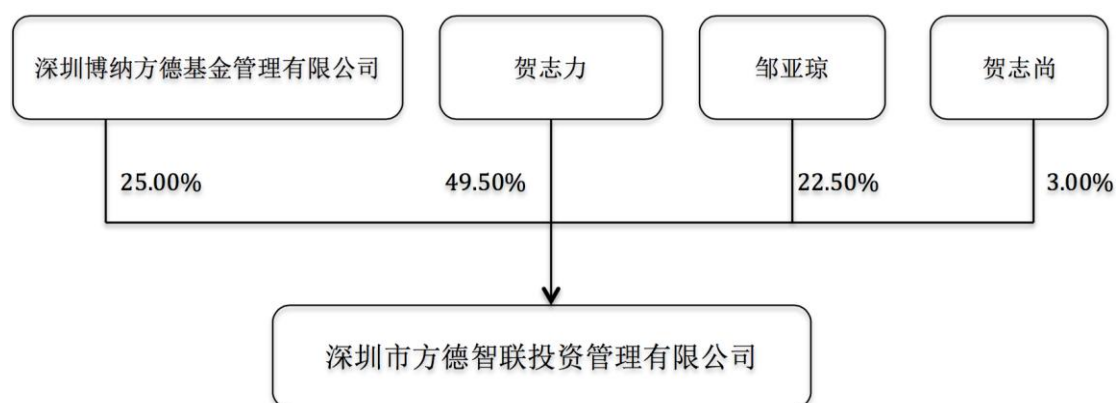 深圳博纳方德基金管理有限公司
贺志力
邹亚琼
贺志尚
25.00%
49.50%
22.50%
3.00%
深圳市方德智联投资管理有限公司